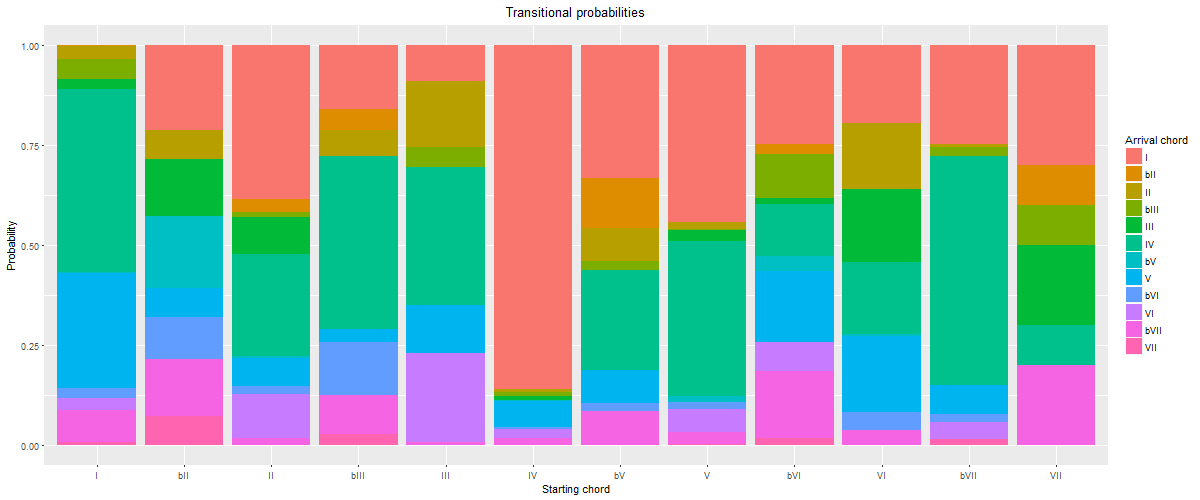 Transitional probabilities
Probability
1.00
0.75
0.50
0.25
0.00
I bII II bIII III IV bV V bVI VI bVII VII
Starting chord
Arrival chord
I
bII
II
bIII
III
IV
bV
V
bVI
VI
bVII
VII